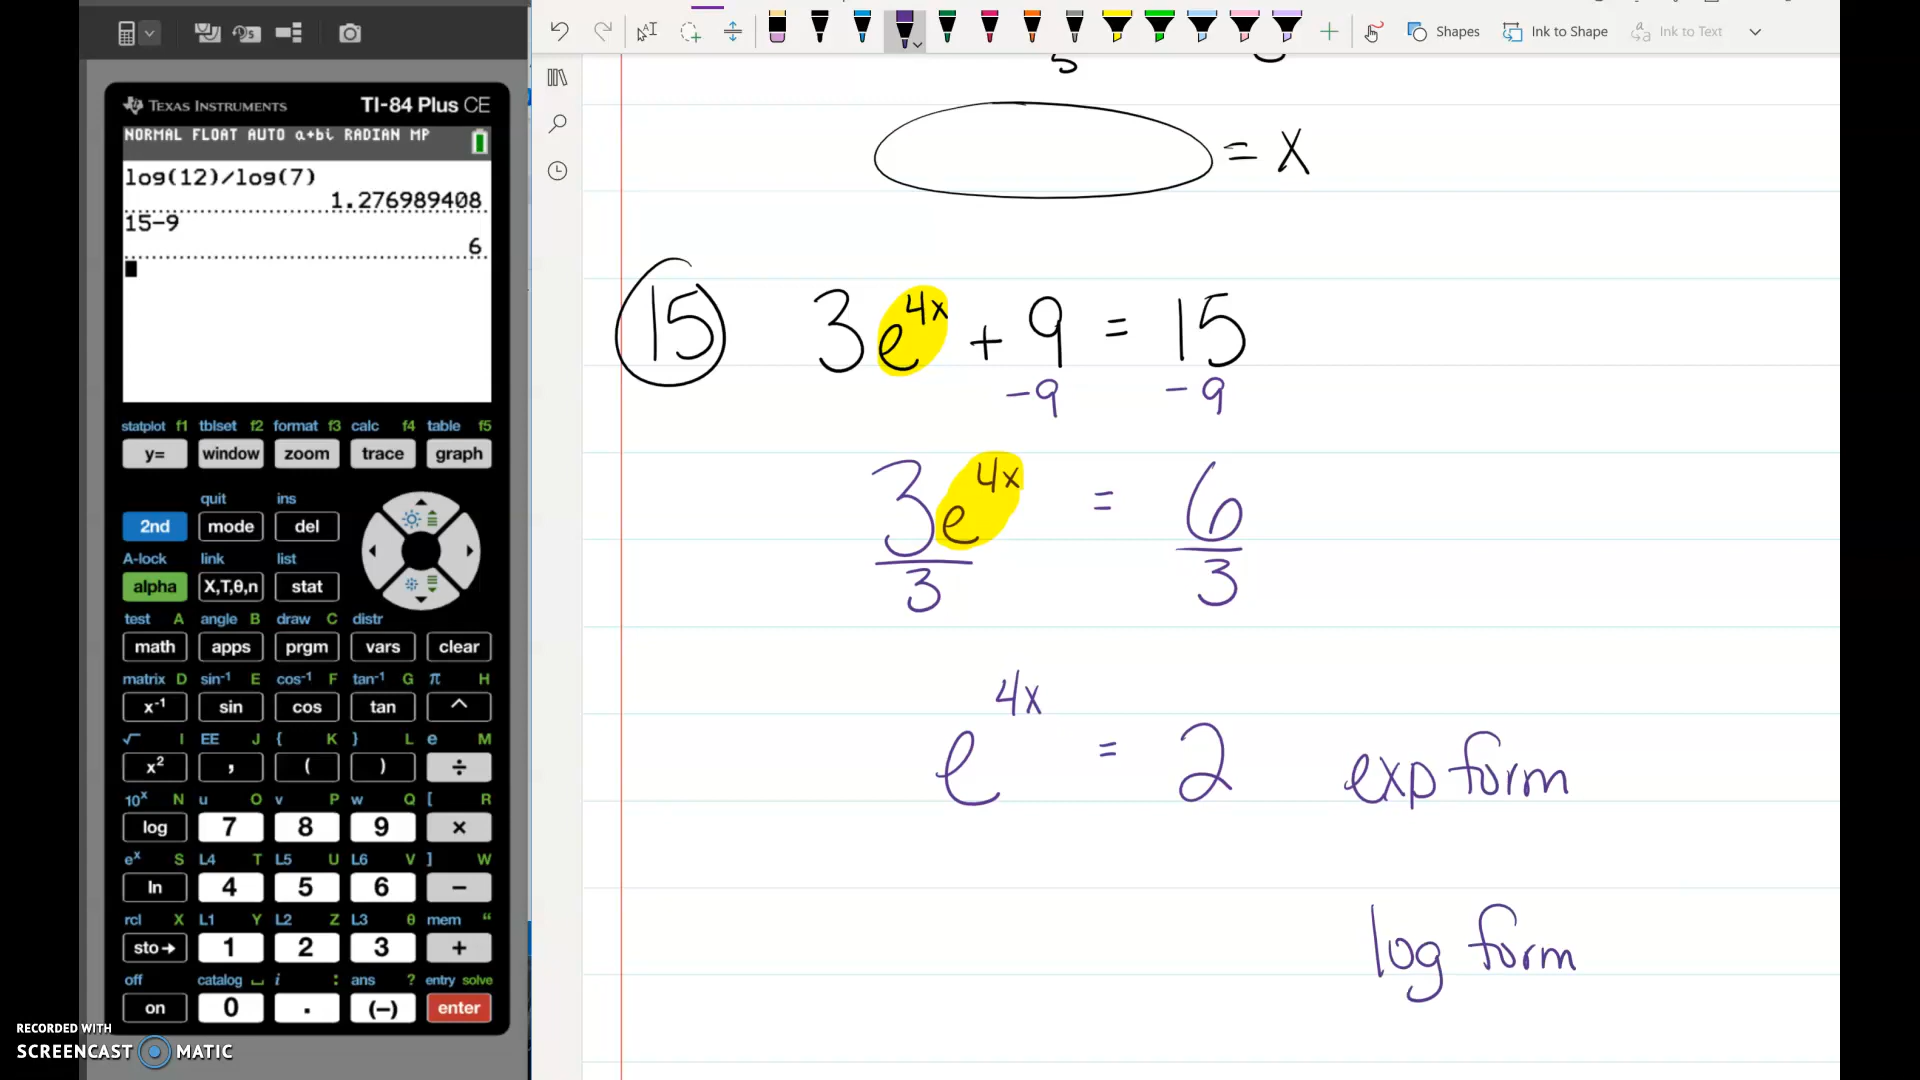 Shapes Ink to Shape Ink to Text
TEXAS INSTRUMENTS TI-84 Plus CE
NORMAL FLOAT AUTO a+bi RADIAN MP
log(12)/log(7)
1.276989408
15-9
6
statplot f1 tblset f2 format f3 calc f4 table f5
y= window zoom trace graph
quit ins
2nd mode del
A-lock link list
alpha X,T,θ,n stat
test A angle B draw C distr
math apps prgm vars clear
matrix D sin⁻¹ E cos⁻¹ F tan⁻¹ G π H
x⁻¹ sin cos tan ^
√ I EE J { K } L e M
x² , ( ) ÷
10ˣ N u O v P w Q [ R
log 7 8 9 ×
eˣ S L4 T L5 U L6 V ] W
ln 4 5 6 −
rcl X L1 Y L2 Z L3 θ mem "
sto→ 1 2 3 +
off catalog ⎵ i : ans ? entry solve
on 0 . (−) enter
= x
15 3e^4x + 9 = 15
-9 -9
3e^4x = 6
3 3
e^4x = 2 exp form
log form
RECORDED WITH
SCREENCAST MATIC